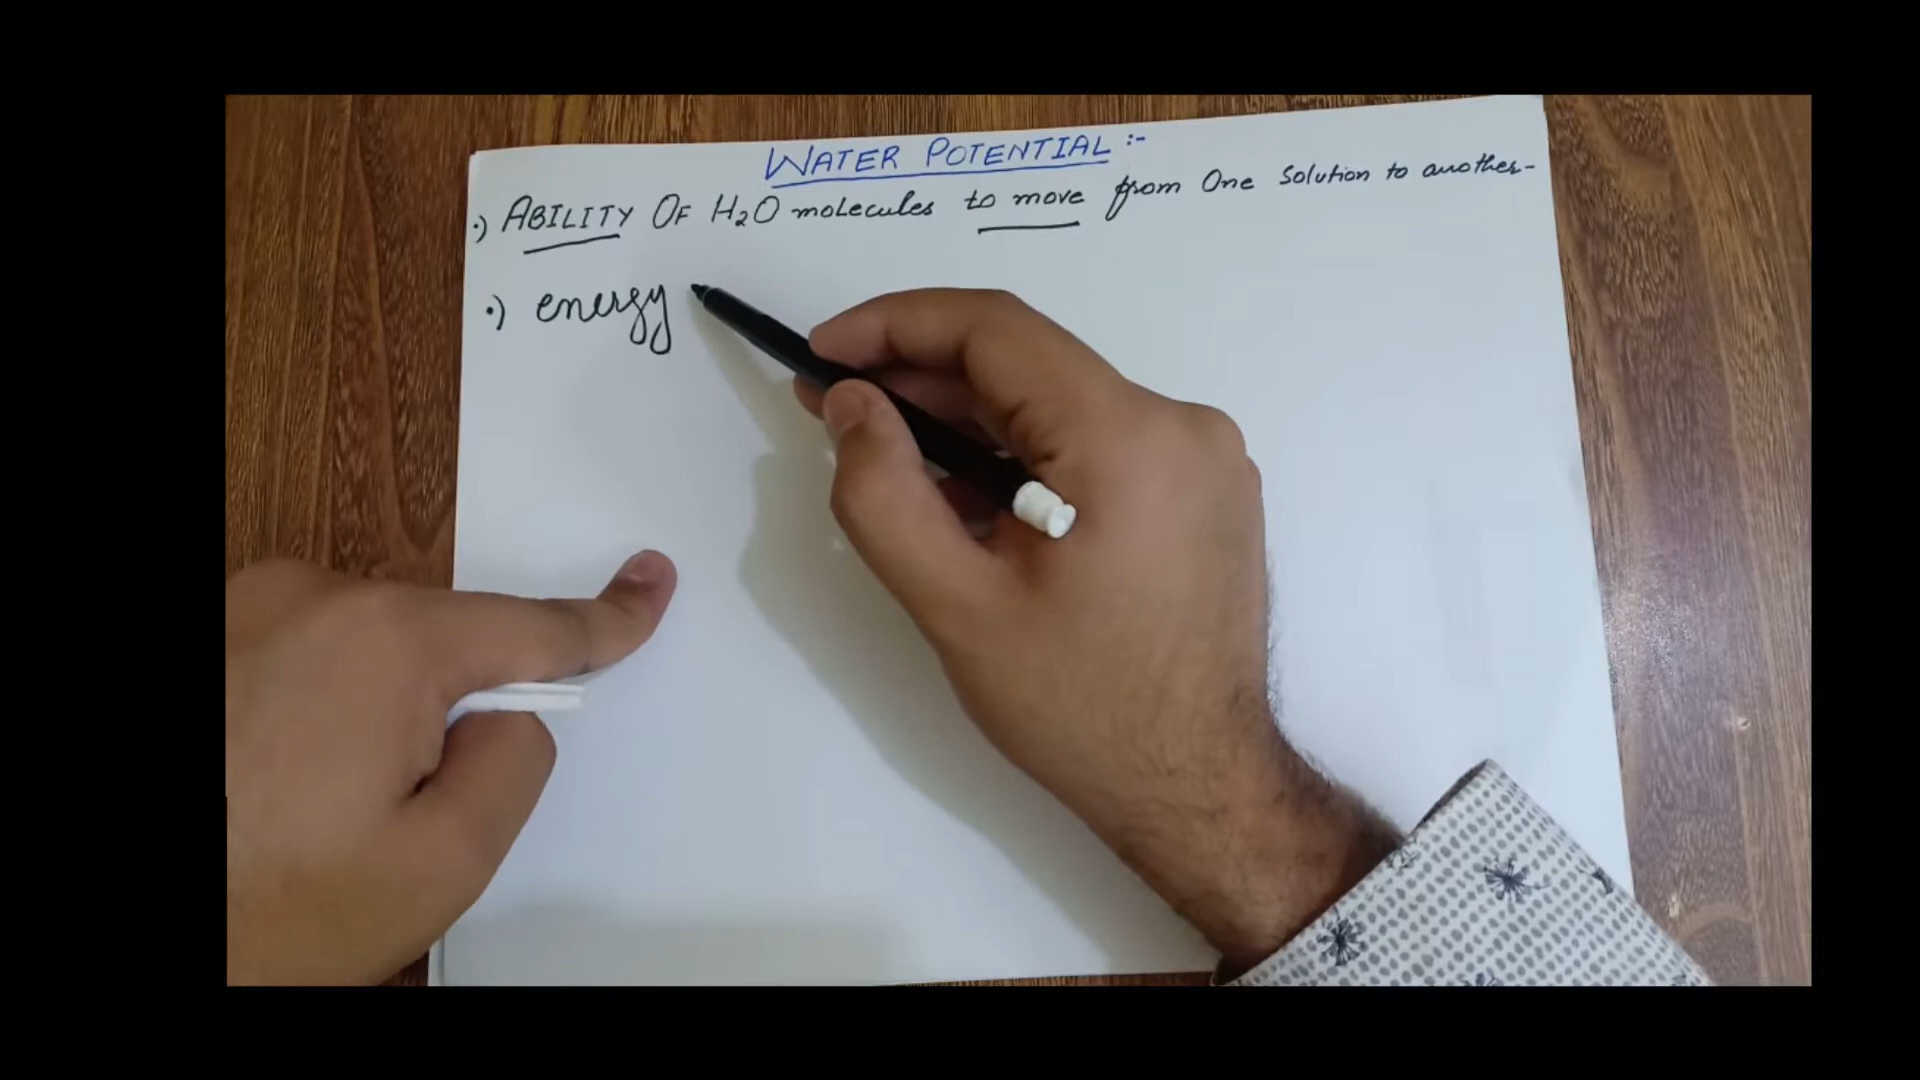 WATER POTENTIAL :-
.) ABILITY OF H₂O molecules to move from One Solution to another-
.) energy